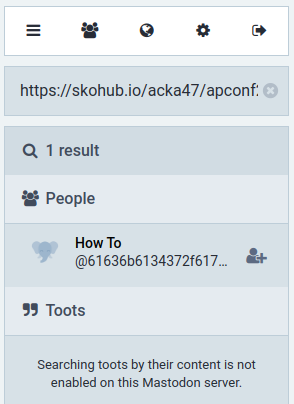 https://skohub.io/acka47/apconf
1 result
People
How To
@61636b6134372f617...
Toots
Searching toots by their content is not
enabled on this Mastodon server.